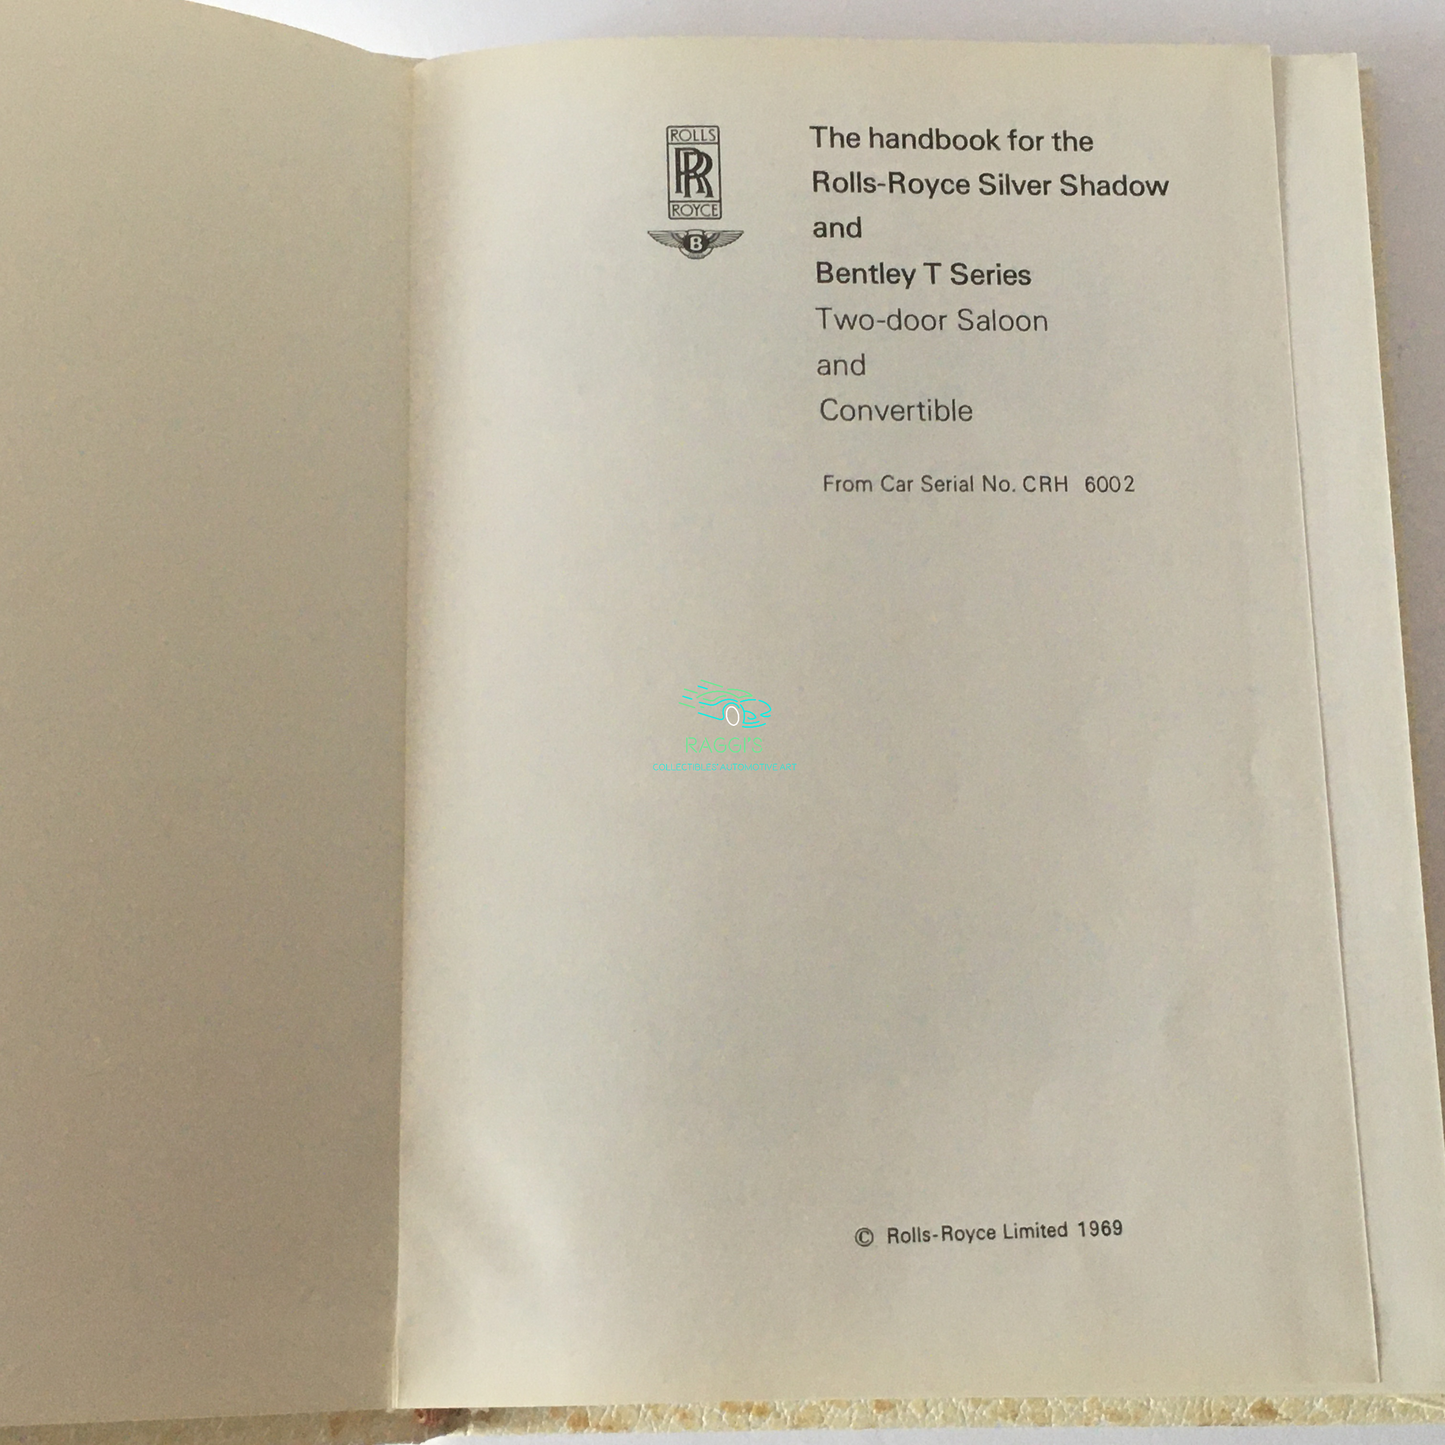 ROLLS
RR
ROYCE
B
The handbook for the
Rolls-Royce Silver Shadow
and
Bentley T Series
Two-door Saloon
and
Convertible
From Car Serial No. CRH 6002
© Rolls-Royce Limited 1969